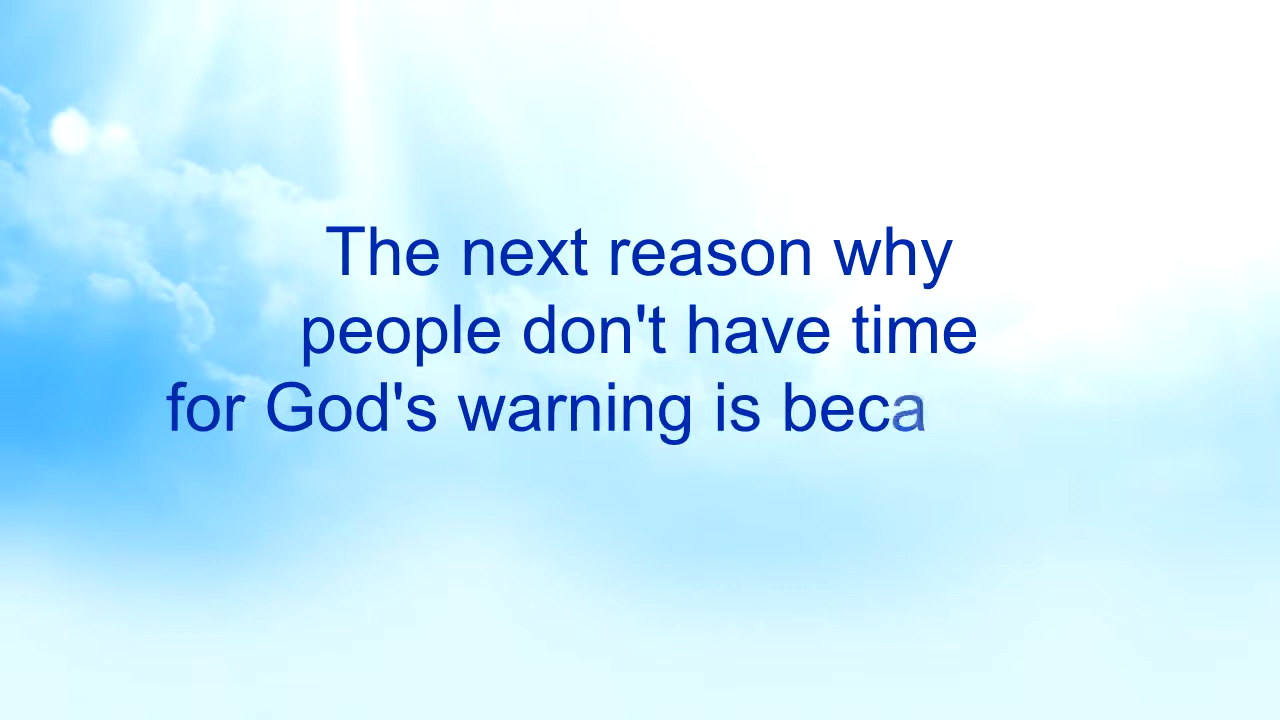 The next reason why
people don't have time
for God's warning is beca